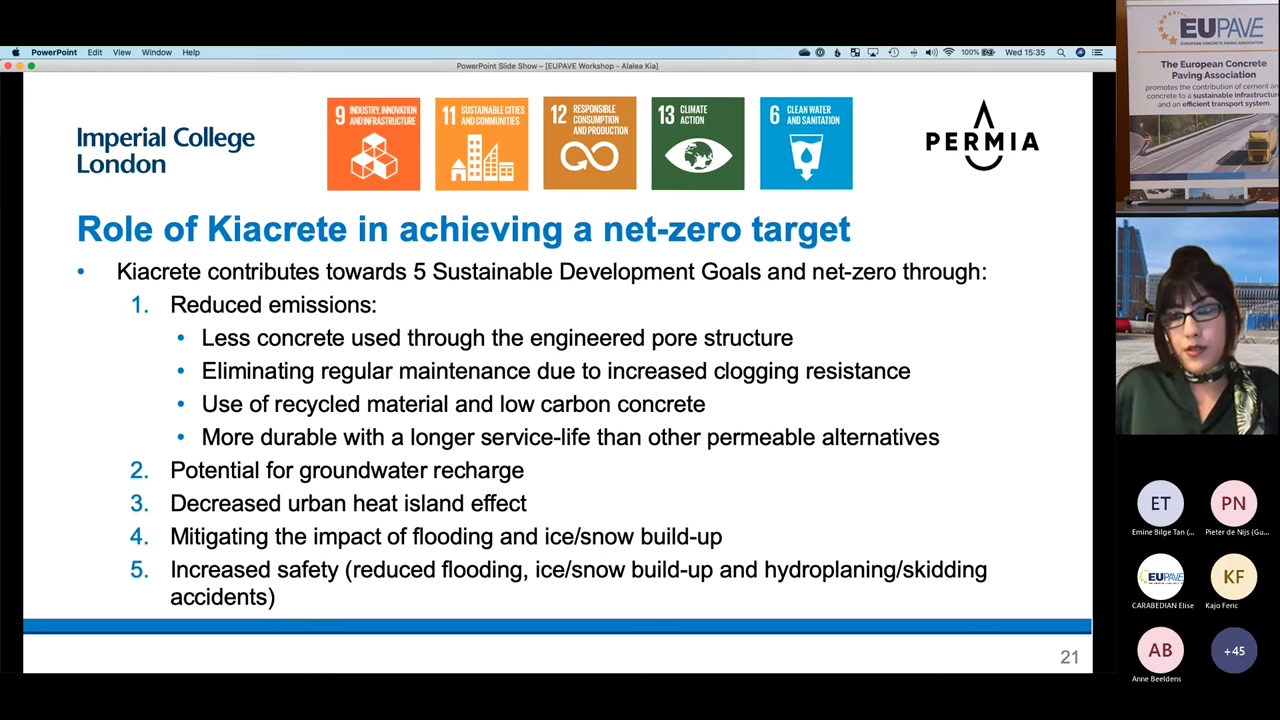 PowerPoint Edit View Window Help
100% Wed 15:35
PowerPoint Slide Show – [EUPAVE Workshop - Alalea Kia]
Imperial College
London
9 INDUSTRY, INNOVATION
AND INFRASTRUCTURE
11 SUSTAINABLE CITIES
AND COMMUNITIES
12 RESPONSIBLE
CONSUMPTION
AND PRODUCTION
13 CLIMATE
ACTION
6 CLEAN WATER
AND SANITATION
PERMIA
Role of Kiacrete in achieving a net-zero target
• Kiacrete contributes towards 5 Sustainable Development Goals and net-zero through:
1. Reduced emissions:
• Less concrete used through the engineered pore structure
• Eliminating regular maintenance due to increased clogging resistance
• Use of recycled material and low carbon concrete
• More durable with a longer service-life than other permeable alternatives
2. Potential for groundwater recharge
3. Decreased urban heat island effect
4. Mitigating the impact of flooding and ice/snow build-up
5. Increased safety (reduced flooding, ice/snow build-up and hydroplaning/skidding
accidents)
21
EUPAVE
EUROPEAN CONCRETE PAVING ASSOCIATION
The European Concrete
Paving Association
promotes the contribution of cement and
concrete to a sustainable infrastructure
and an efficient transport system.
ET
PN
Emine Bilge Tan (...
Pieter de Nijs (Gu...
EUPAVE
KF
CARABEDIAN Elise
Kajo Feric
AB
+45
Anne Beeldens